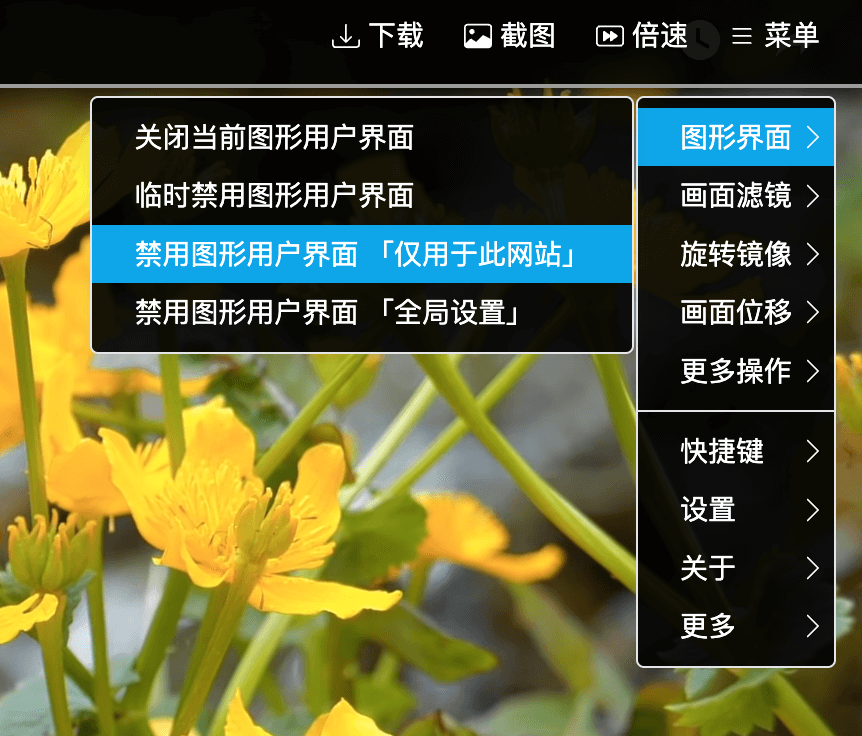 下载 截图 倍速 菜单
关闭当前图形用户界面
临时禁用图形用户界面
禁用图形用户界面 「仅用于此网站」
禁用图形用户界面 「全局设置」
图形界面
画面滤镜
旋转镜像
画面位移
更多操作
快捷键
设置
关于
更多